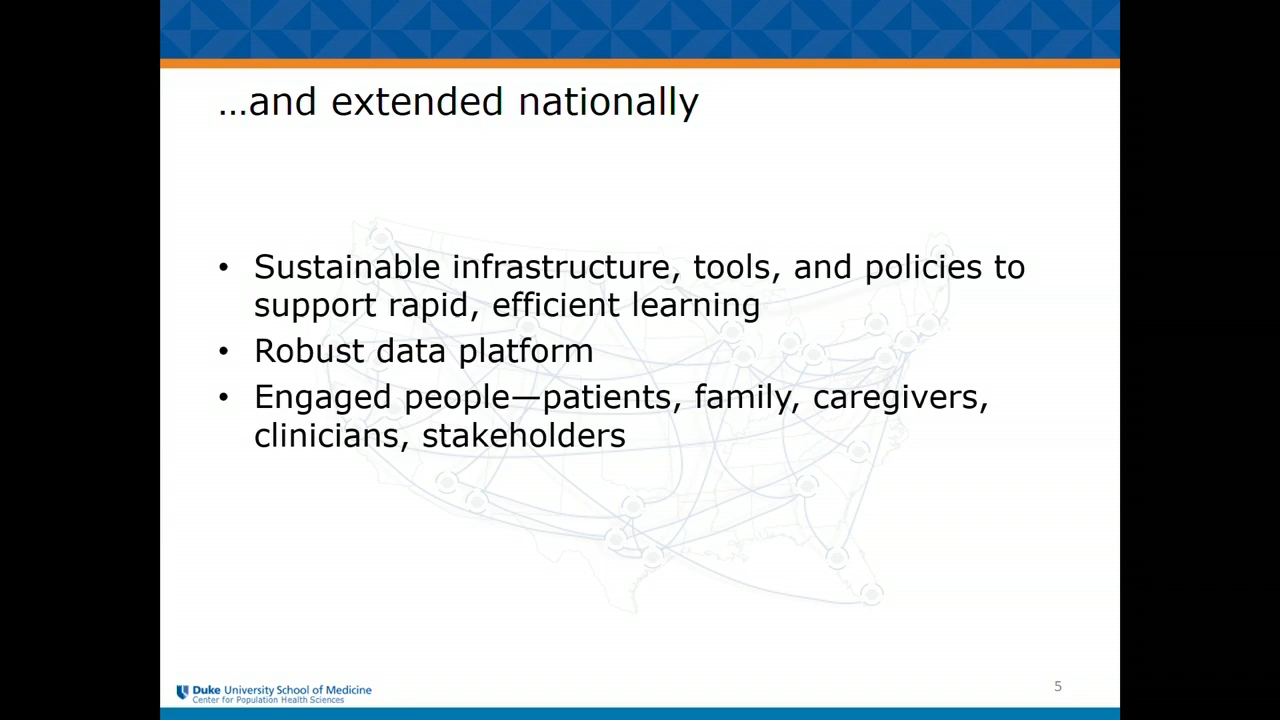 …and extended nationally
• Sustainable infrastructure, tools, and policies to
support rapid, efficient learning
• Robust data platform
• Engaged people—patients, family, caregivers,
clinicians, stakeholders
Duke University School of Medicine
Center for Population Health Sciences
5